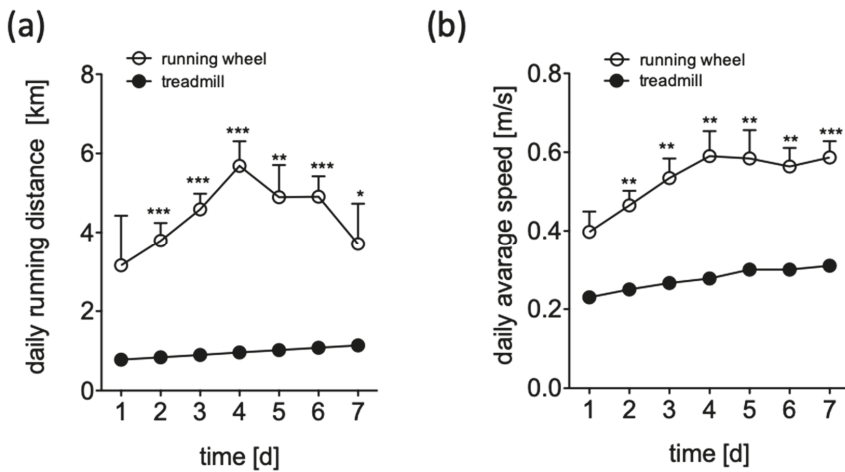 (a)
running wheel
treadmill
daily running distance [km]
8
6
4
2
0
***
***
***
**
***
*
1 2 3 4 5 6 7
time [d]
(b)
running wheel
treadmill
daily avarage speed [m/s]
0.8
0.6
0.4
0.2
0.0
**
**
**
**
**
***
1 2 3 4 5 6 7
time [d]